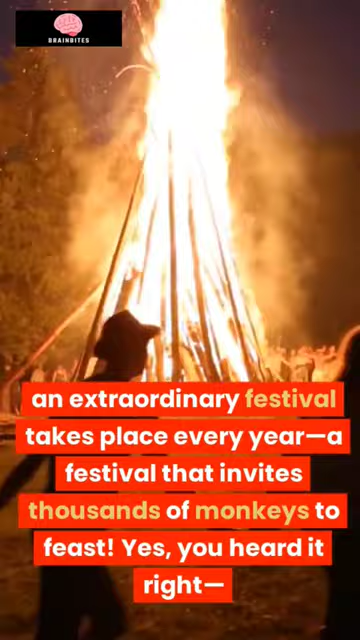 BRAINBITES
an extraordinary festival
takes place every year—a
festival that invites
thousands of monkeys to
feast! Yes, you heard it
right—